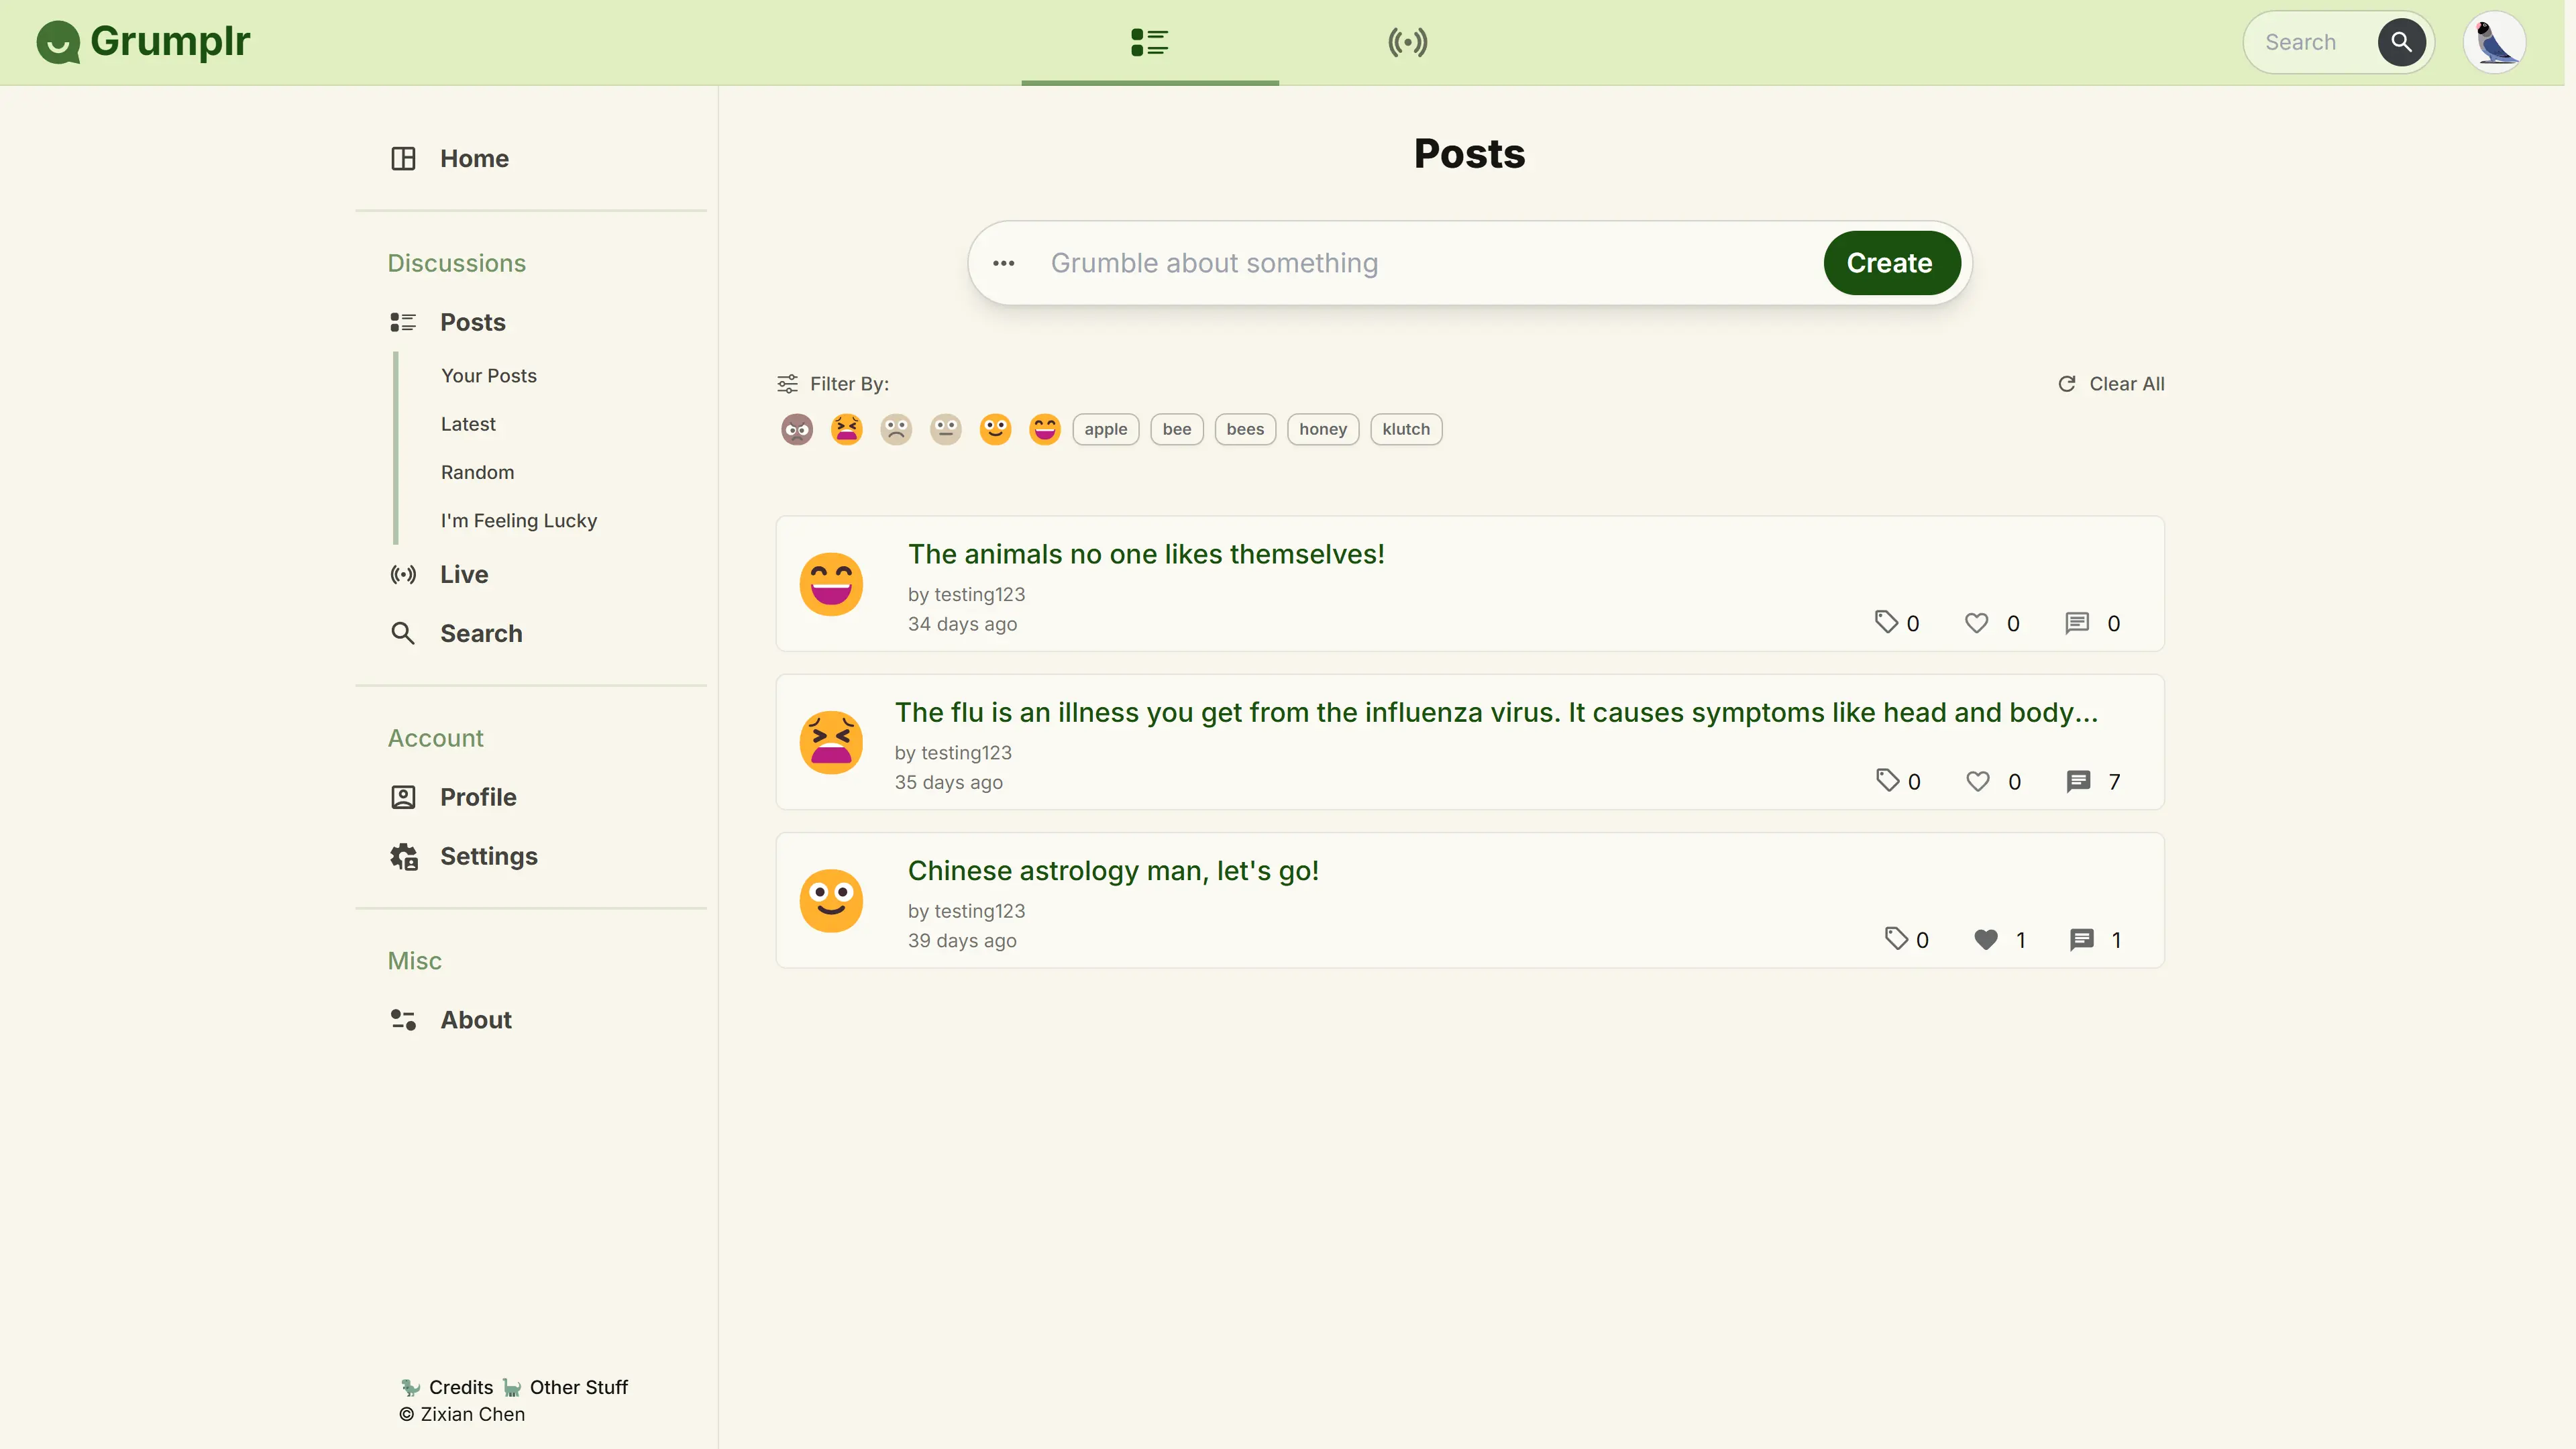 Grumplr
Search
Home
Discussions
Posts
Your Posts
Latest
Random
I'm Feeling Lucky
Live
Search
Account
Profile
Settings
Misc
About
Credits Other Stuff
© Zixian Chen
Posts
Grumble about something
Create
Filter By:
Clear All
apple bee bees honey klutch
The animals no one likes themselves!
by testing123
34 days ago
0 0 0
The flu is an illness you get from the influenza virus. It causes symptoms like head and body...
by testing123
35 days ago
0 0 7
Chinese astrology man, let's go!
by testing123
39 days ago
0 1 1